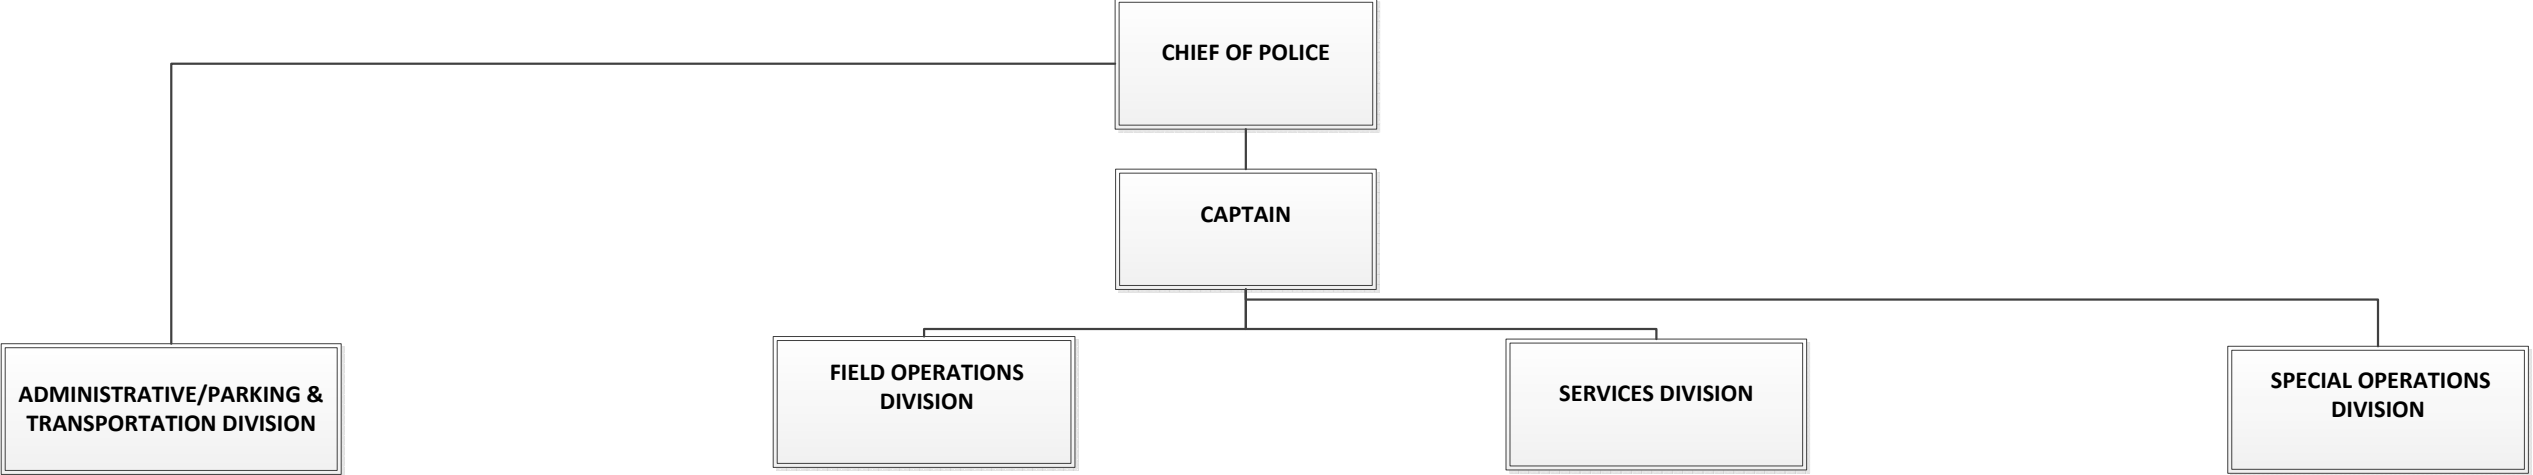 CHIEF OF POLICE
CAPTAIN
ADMINISTRATIVE/PARKING &
TRANSPORTATION DIVISION
FIELD OPERATIONS
DIVISION
SERVICES DIVISION
SPECIAL OPERATIONS
DIVISION